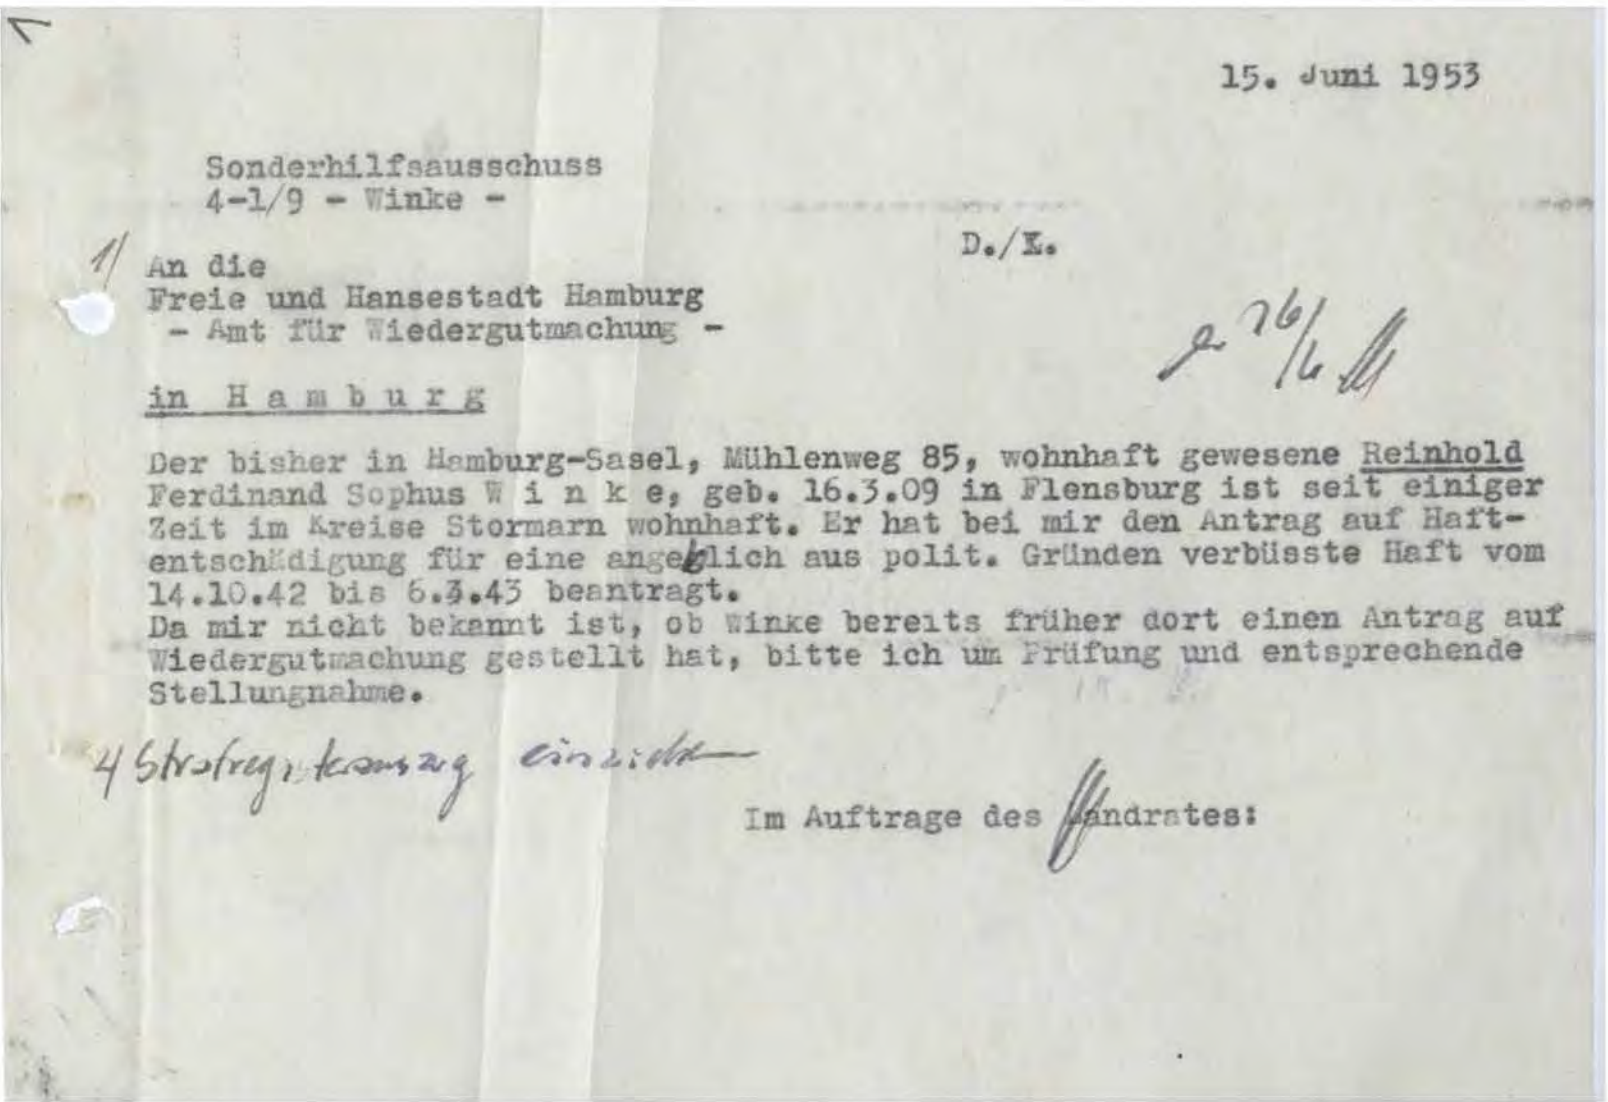 15. Juni 1953
Sonderhilfsausschuss
4-1/9 - Winke -
D./K.
1/ An die
Freie und Hansestadt Hamburg
- Amt für Wiedergutmachung -
in H a m b u r g
Der bisher in Hamburg-Sasel, Mühlenweg 85, wohnhaft gewesene Reinhold
Ferdinand Sophus W i n k e, geb. 16.3.09 in Flensburg ist seit einiger
Zeit im Kreise Stormarn wohnhaft. Er hat bei mir den Antrag auf Haft-
entschädigung für eine angeblich aus polit. Gründen verbüsste Haft vom
14.10.42 bis 6.3.43 beantragt.
Da mir nicht bekannt ist, ob Winke bereits früher dort einen Antrag auf
Wiedergutmachung gestellt hat, bitte ich um Prüfung und entsprechende
Stellungnahme.
Strafregisterauszug einziehen
Im Auftrage des Landrates: